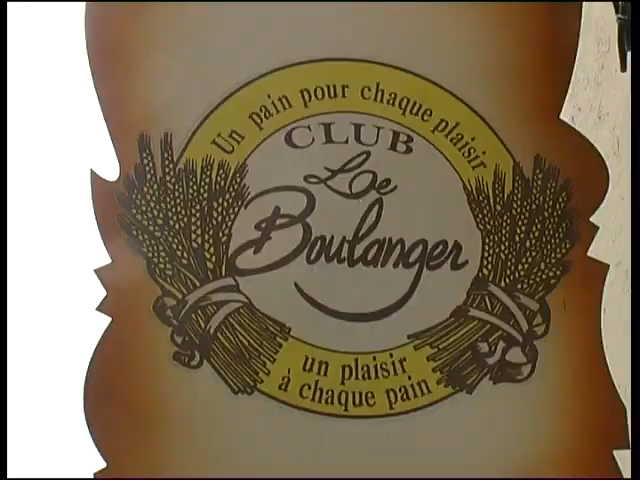 Un pain pour chaque plaisir
CLUB
Le
Boulanger
un plaisir
à chaque pain